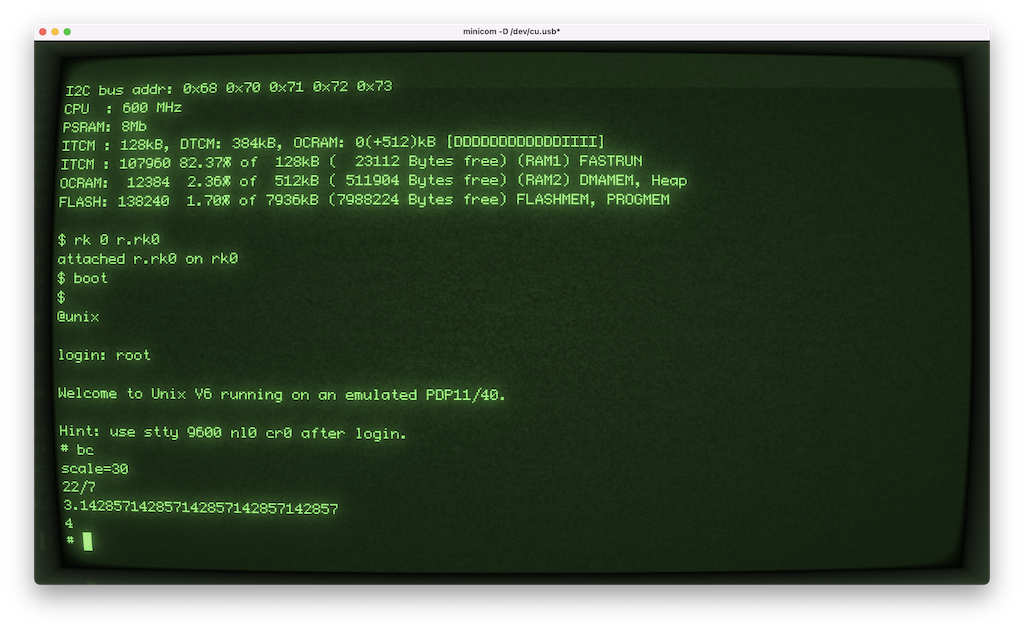 minicom -D /dev/cu.usb*
I2C bus addr: 0x68 0x70 0x71 0x72 0x73
CPU  : 600 MHz
PSRAM: 8Mb
ITCM: 128kB, DTCM: 384kB, OCRAM: 0(+512)kB [DDDDDDDDDDDDIIII]
ITCM : 107960 82.37% of  128kB (  23112 Bytes free) (RAM1) FASTRUN
OCRAM:  12384  2.36% of  512kB ( 511904 Bytes free) (RAM2) DMAMEM, Heap
FLASH: 138240  1.70% of 7936kB (7988224 Bytes free) FLASHMEM, PROGMEM
$ rk 0 r.rk0
attached r.rk0 on rk0
$ boot
$
@unix
login: root
Welcome to Unix V6 running on an emulated PDP11/40.
Hint: use stty 9600 nl0 cr0 after login.
# bc
scale=30
22/7
3.142857142857142857142857142857
4
#